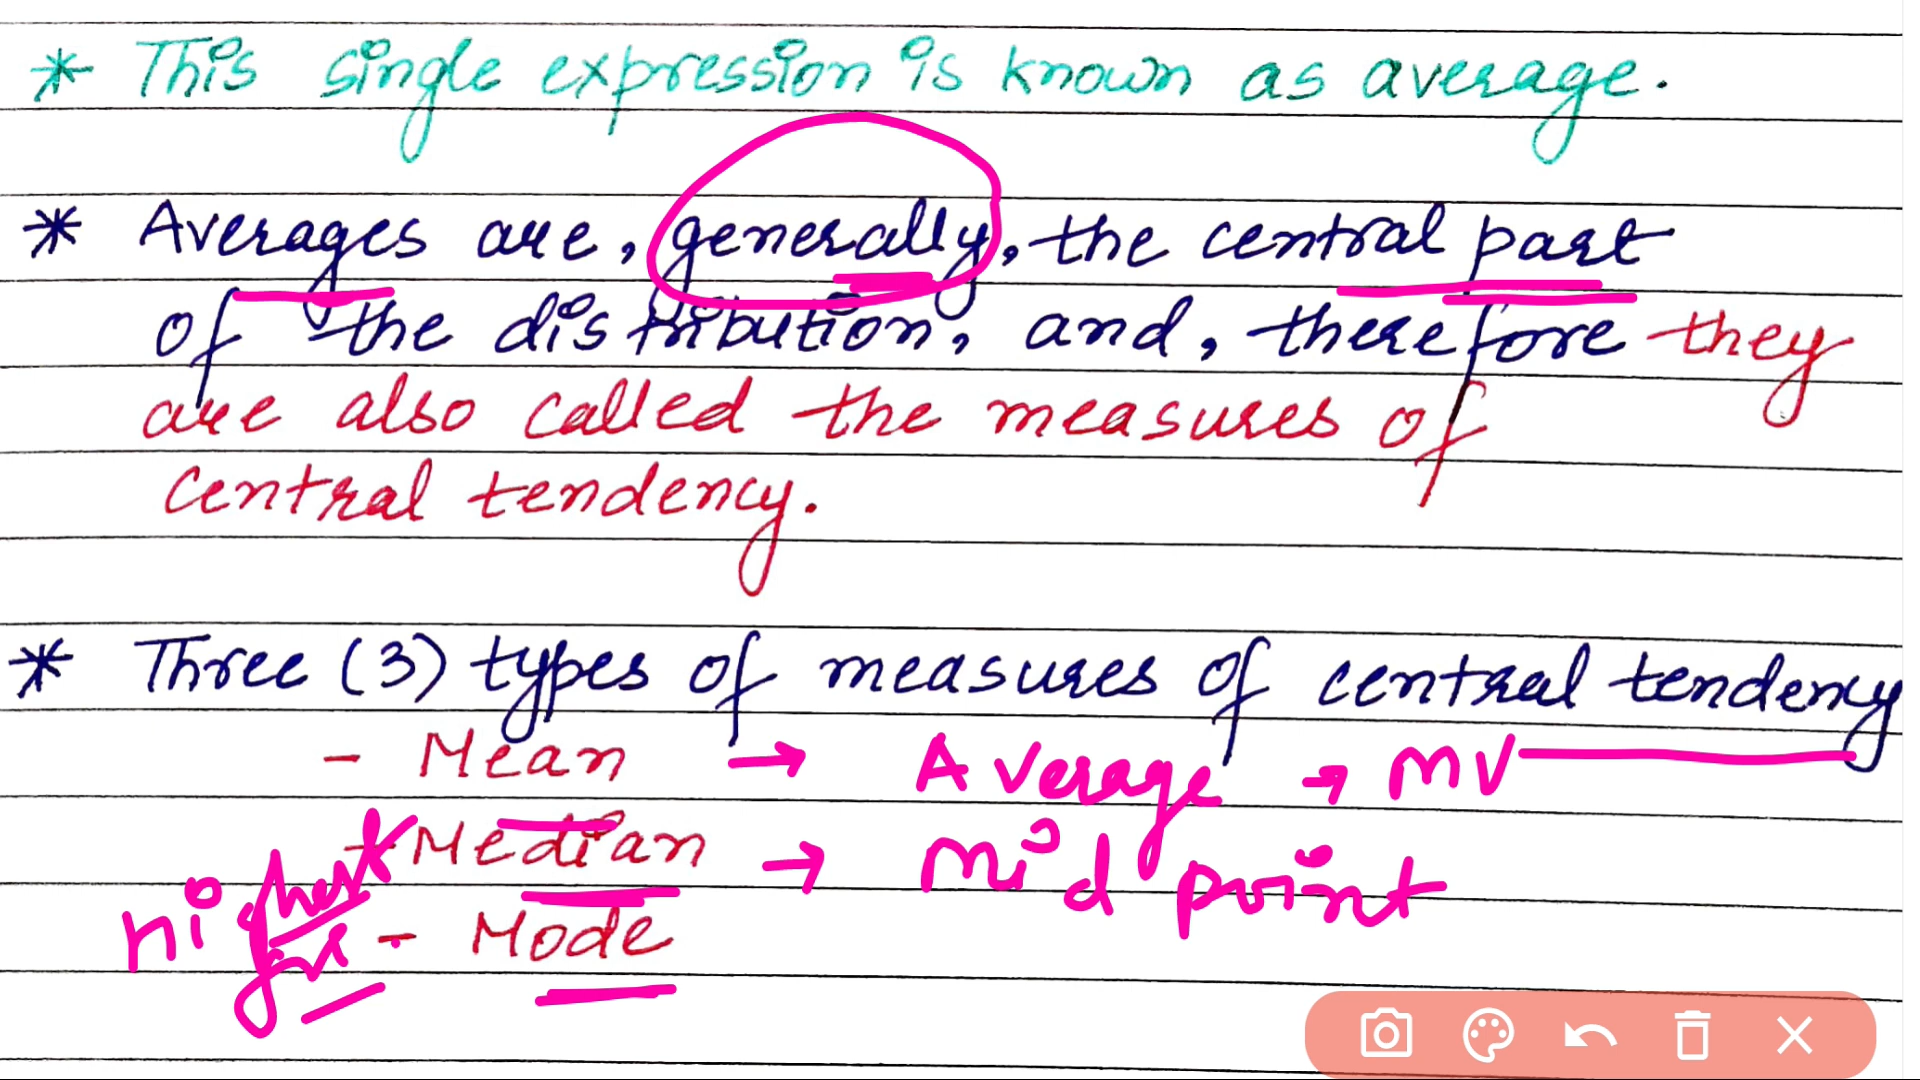 * This single expression is known as average.
* Averages are, generally, the central part
of the distribution, and, therefore they
are also called the measures of
central tendency.
* Three (3) types of measures of central tendency
- Mean → Average → MV
- Median → Mid point
highest
- Mode